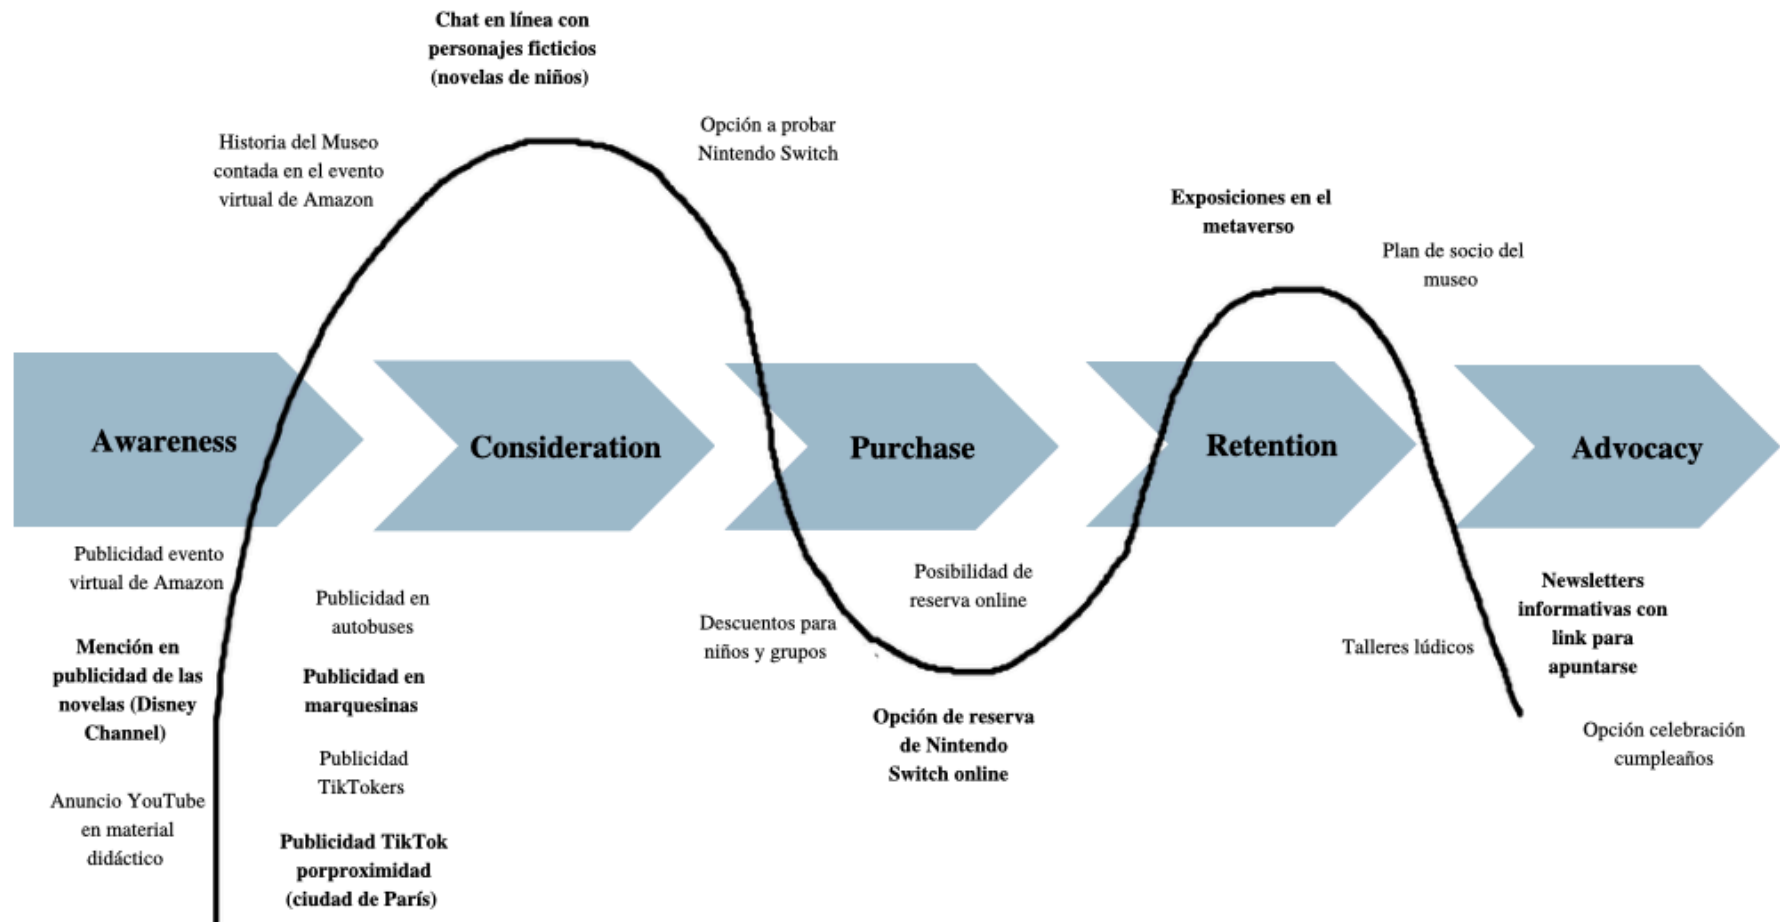 Chat en línea con
personajes ficticios
(novelas de niños)
Historia del Museo
contada en el evento
virtual de Amazon
Opción a probar
Nintendo Switch
Exposiciones en el
metaverso
Plan de socio del
museo
Awareness
Consideration
Purchase
Retention
Advocacy
Publicidad evento
virtual de Amazon
Mención en
publicidad de las
novelas (Disney
Channel)
Anuncio YouTube
en material
didáctico
Publicidad en
autobuses
Publicidad en
marquesinas
Publicidad
TikTokers
Publicidad TikTok
porproximidad
(ciudad de París)
Descuentos para
niños y grupos
Posibilidad de
reserva online
Opción de reserva
de Nintendo
Switch online
Talleres lúdicos
Newsletters
informativas con
link para
apuntarse
Opción celebración
cumpleaños